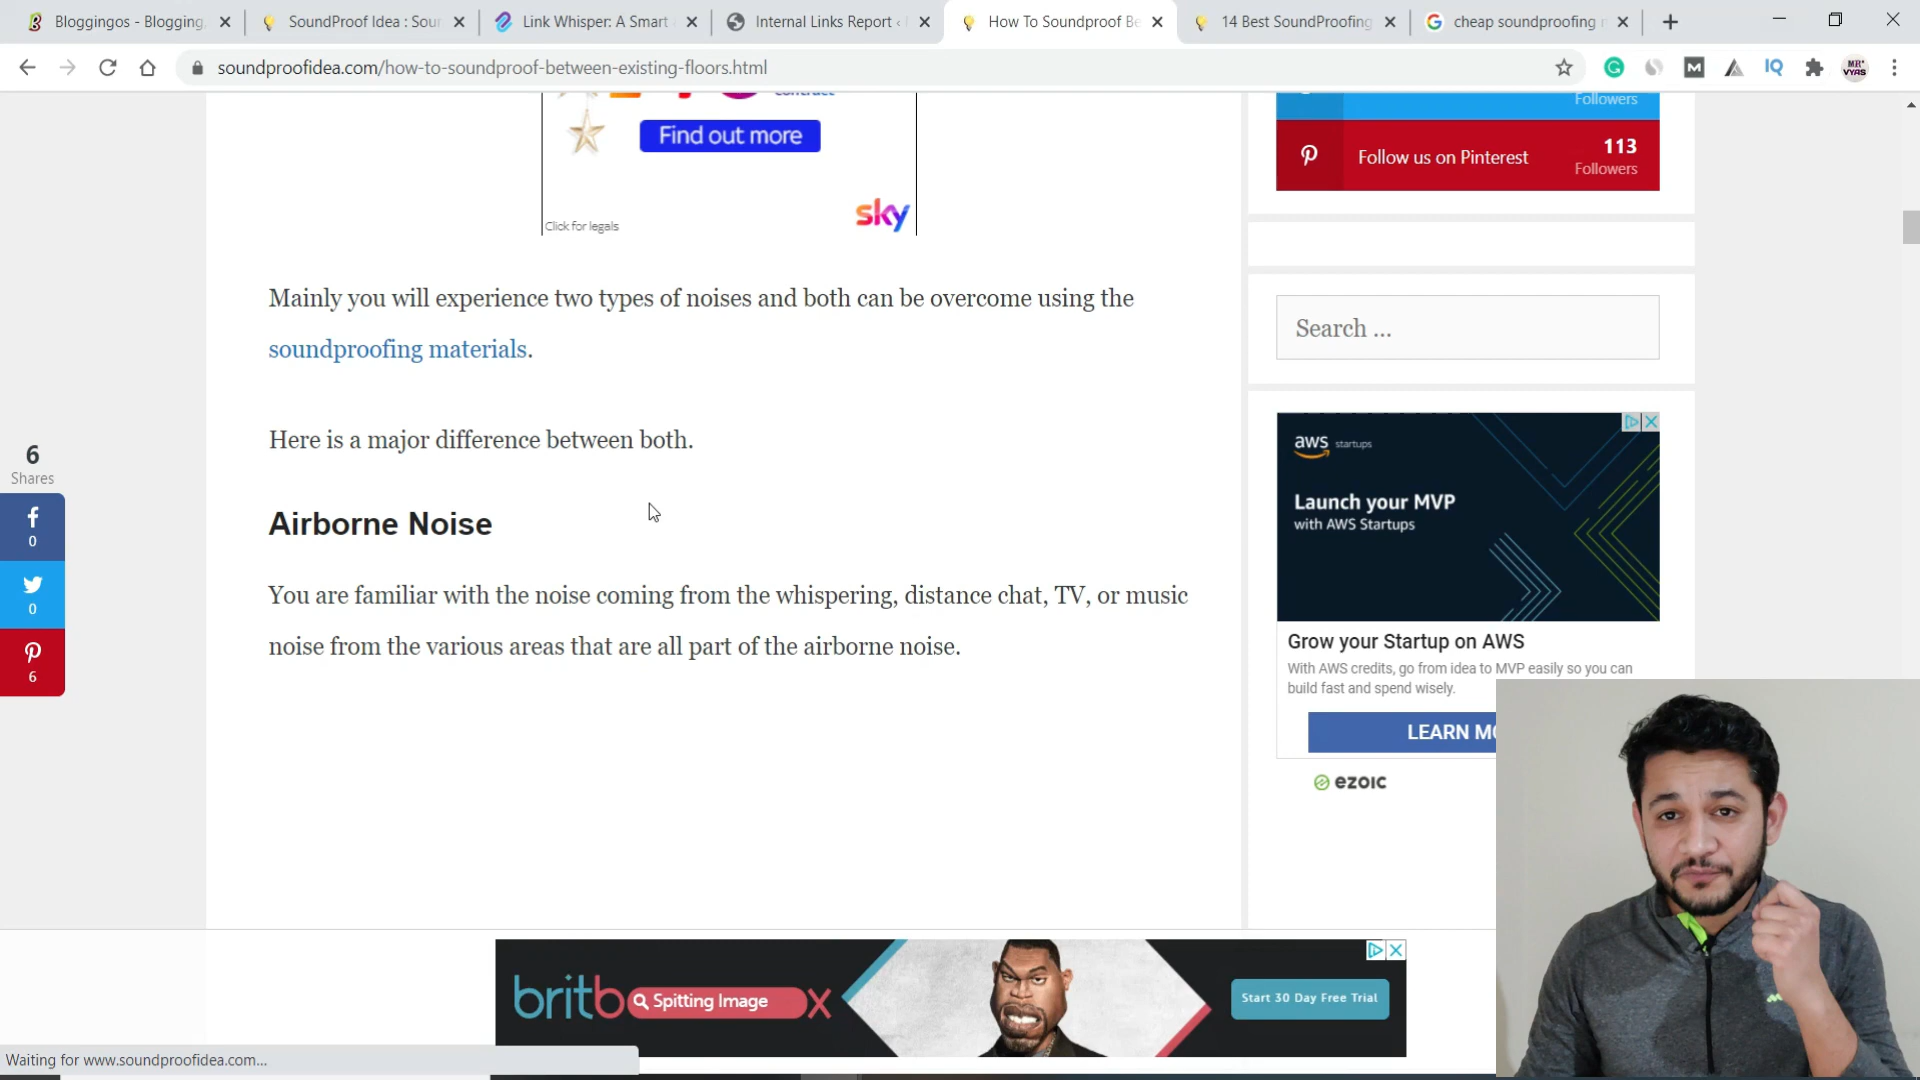 Bloggingos - Blogging,
SoundProof Idea : Sour
Link Whisper: A Smart
Internal Links Report ‹
How To Soundproof Be
14 Best SoundProofing
cheap soundproofing
soundproofidea.com/how-to-soundproof-between-existing-floors.html
MR VYAS
contract
Find out more
Click for legals
sky
Mainly you will experience two types of noises and both can be overcome using the
soundproofing materials.
Here is a major difference between both.
Airborne Noise
You are familiar with the noise coming from the whispering, distance chat, TV, or music
noise from the various areas that are all part of the airborne noise.
6
Shares
0
0
6
Followers
Follow us on Pinterest
113
Followers
Search ...
aws startups
Launch your MVP
with AWS Startups
Grow your Startup on AWS
With AWS credits, go from idea to MVP easily so you can
build fast and spend wisely.
LEARN MO
ezoic
britbox
Spitting Image
Start 30 Day Free Trial
Waiting for www.soundproofidea.com...